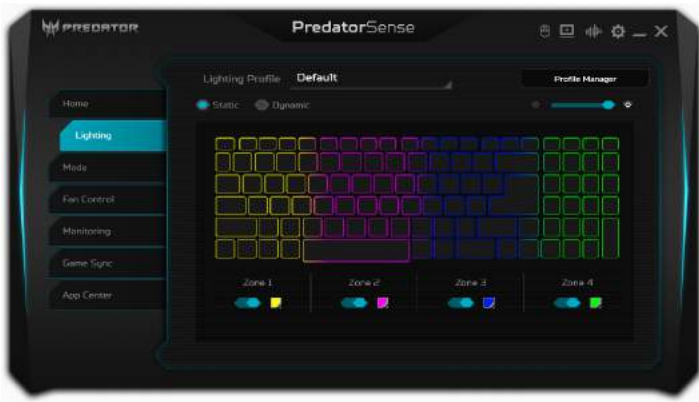 PREDATOR
PredatorSense
Lighting Profile Default
Profile Manager
Static Dynamic
Home
Lighting
Mode
Fan Control
Monitoring
Game Sync
App Center
Zone 1 Zone 2 Zone 3 Zone 4